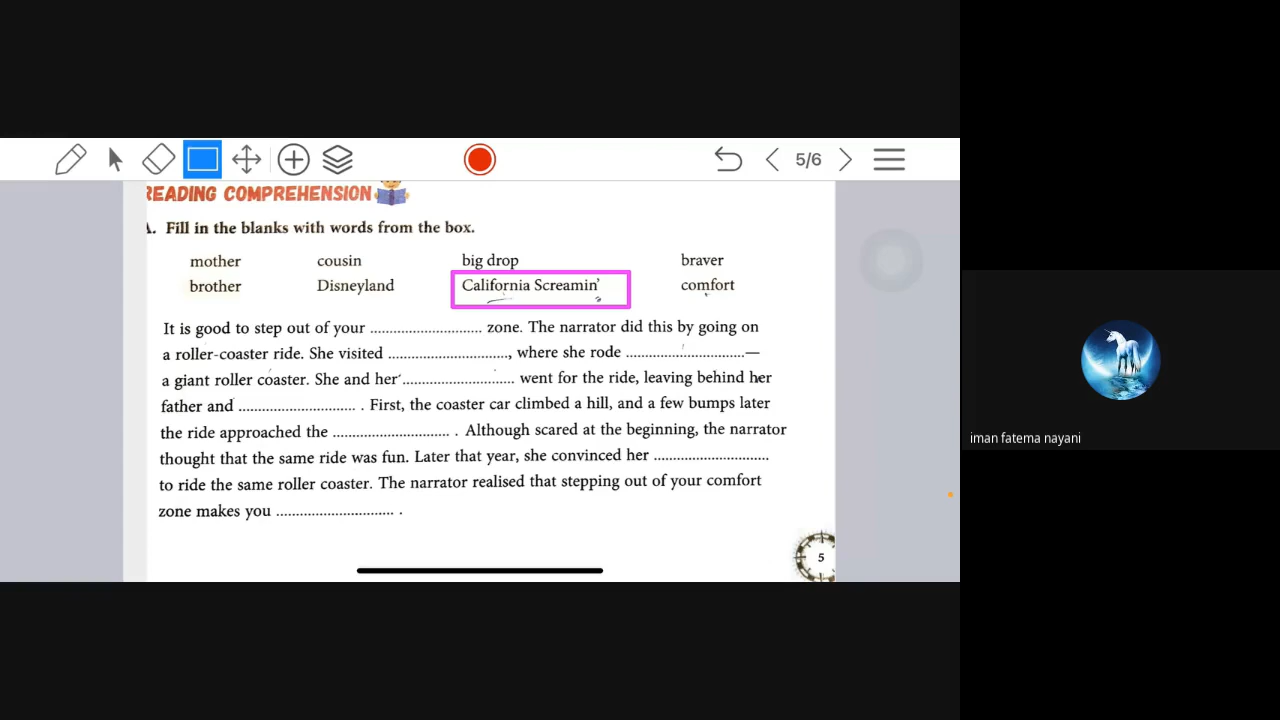 5/6
READING COMPREHENSION
A. Fill in the blanks with words from the box.
mother cousin big drop braver
brother Disneyland California Screamin' comfort
It is good to step out of your ............................ zone. The narrator did this by going on
a roller-coaster ride. She visited ..............................., where she rode ..............................—
a giant roller coaster. She and her ............................ went for the ride, leaving behind her
father and ............................. . First, the coaster car climbed a hill, and a few bumps later
the ride approached the ............................. . Although scared at the beginning, the narrator
thought that the same ride was fun. Later that year, she convinced her .............................
to ride the same roller coaster. The narrator realised that stepping out of your comfort
zone makes you ............................. .
5
iman fatema nayani